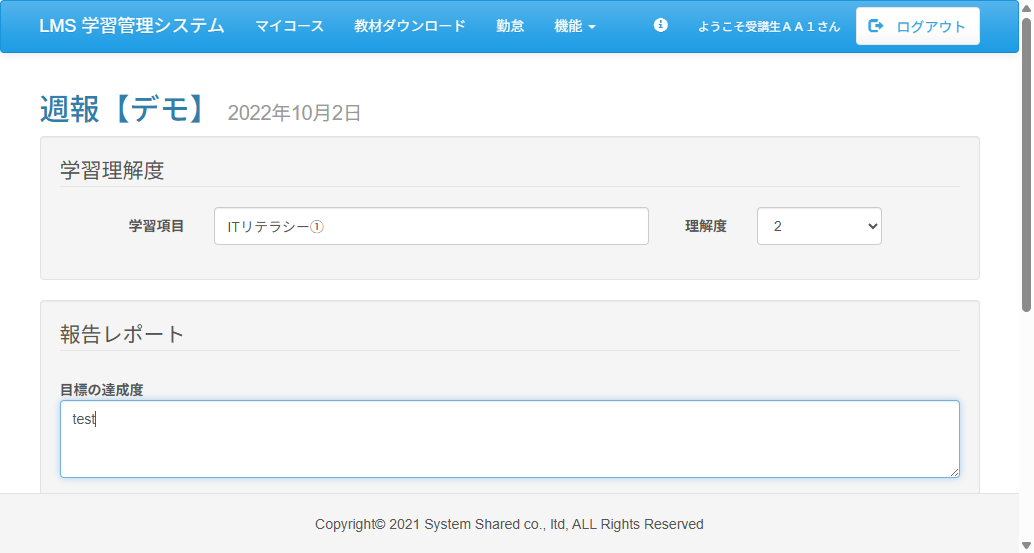 LMS 学習管理システム マイコース 教材ダウンロード 勤怠 機能 ようこそ受講生ＡＡ１さん ログアウト
週報【デモ】 2022年10月2日
学習理解度
学習項目 ITリテラシー① 理解度 2
報告レポート
目標の達成度
test
Copyright© 2021 System Shared co., ltd, ALL Rights Reserved